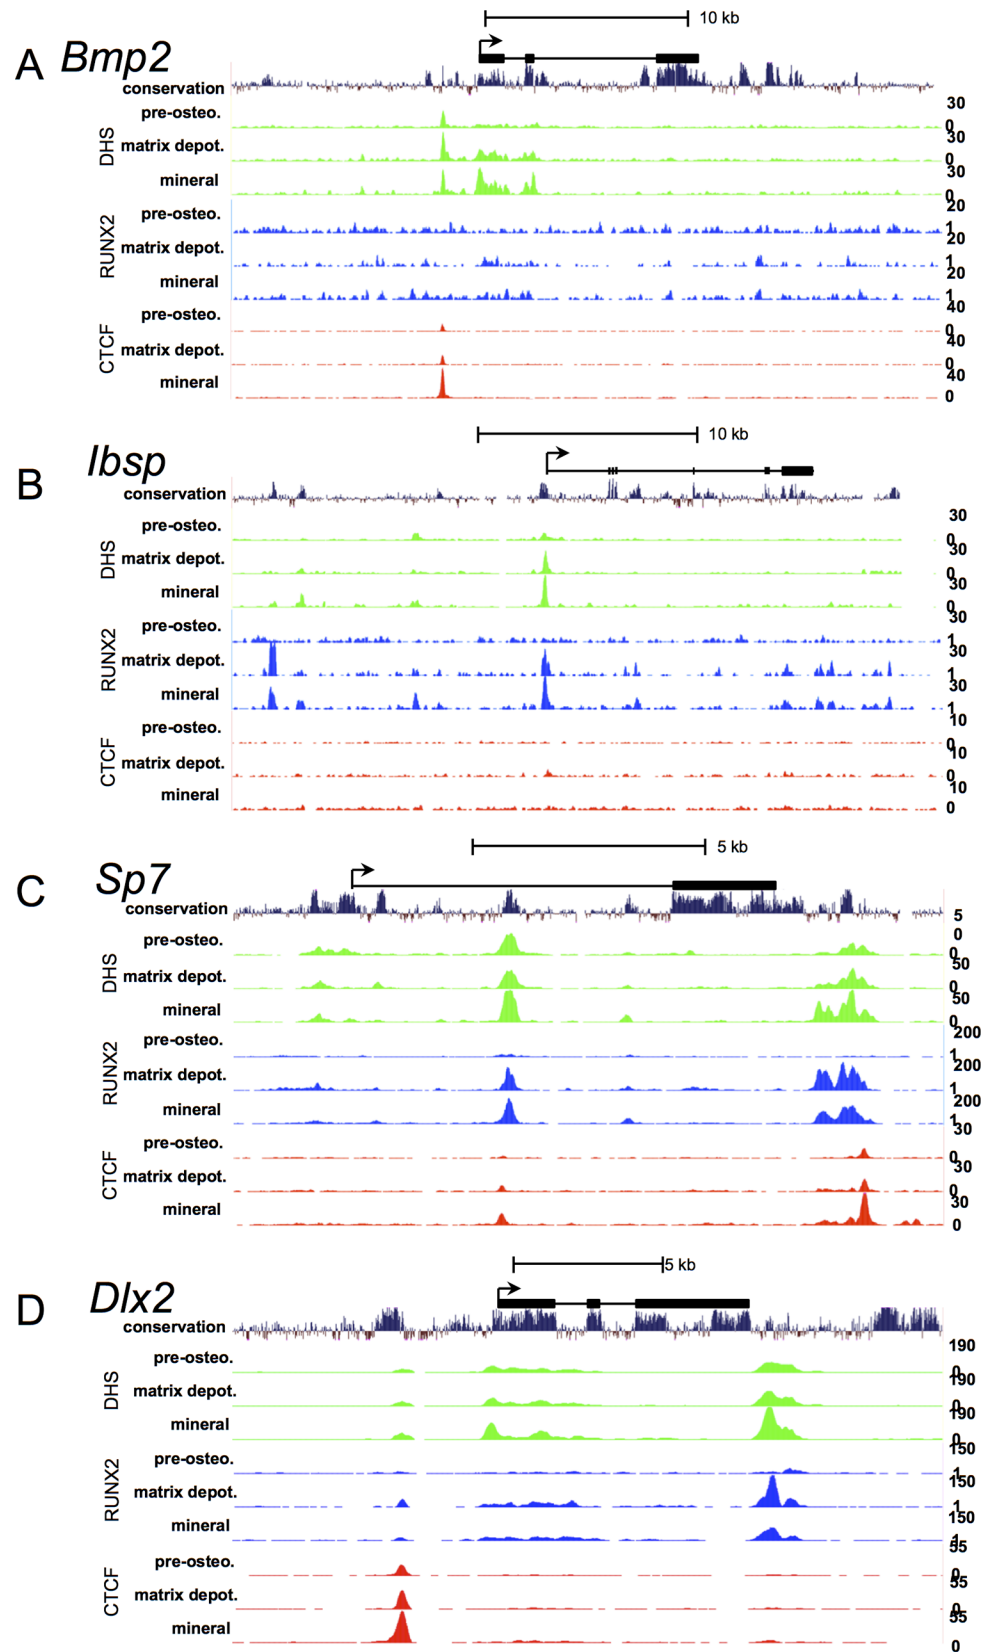 10 kb
A Bmp2
conservation
DHS
pre-osteo. 30
0
matrix depot. 30
0
mineral 30
0
RUNX2
pre-osteo. 20
1
matrix depot. 20
1
mineral 20
1
CTCF
pre-osteo. 40
0
matrix depot. 40
0
mineral 40
0
10 kb
B Ibsp
conservation
DHS
pre-osteo. 30
0
matrix depot. 30
0
mineral 30
0
RUNX2
pre-osteo. 30
1
matrix depot. 30
1
mineral 30
1
CTCF
pre-osteo. 10
0
matrix depot. 10
0
mineral 10
0
5 kb
C Sp7
conservation
DHS
pre-osteo. 5
0
0
matrix depot. 50
0
mineral 50
0
RUNX2
pre-osteo. 200
1
matrix depot. 200
1
mineral 200
1
CTCF
pre-osteo. 30
0
matrix depot. 30
0
mineral 30
0
5 kb
D Dlx2
conservation
DHS
pre-osteo. 190
0
matrix depot. 190
0
mineral 190
0
RUNX2
pre-osteo. 150
1
matrix depot. 150
1
mineral 150
1
CTCF
pre-osteo. 55
0
matrix depot. 55
0
mineral 55
0